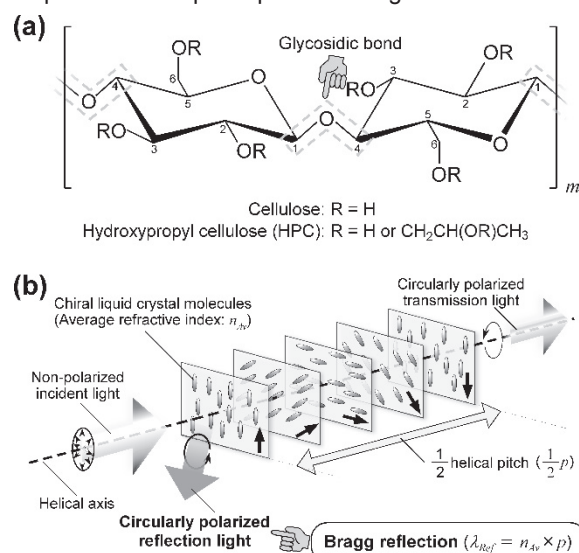 (a)
Glycosidic bond
OR
6
4
5
O
O
RO
3
2
OR
1
O
4
RO
3
OR
2
1
5
O
6
OR
m
Cellulose: R = H
Hydroxypropyl cellulose (HPC): R = H or CH2CH(OR)CH3
(b)
Chiral liquid crystal molecules
(Average refractive index: nAv)
Circularly polarized
transmission light
Non-polarized
incident light
Helical axis
1/2 helical pitch (1/2 p)
Circularly polarized
reflection light
Bragg reflection (λRef = nAv × p)